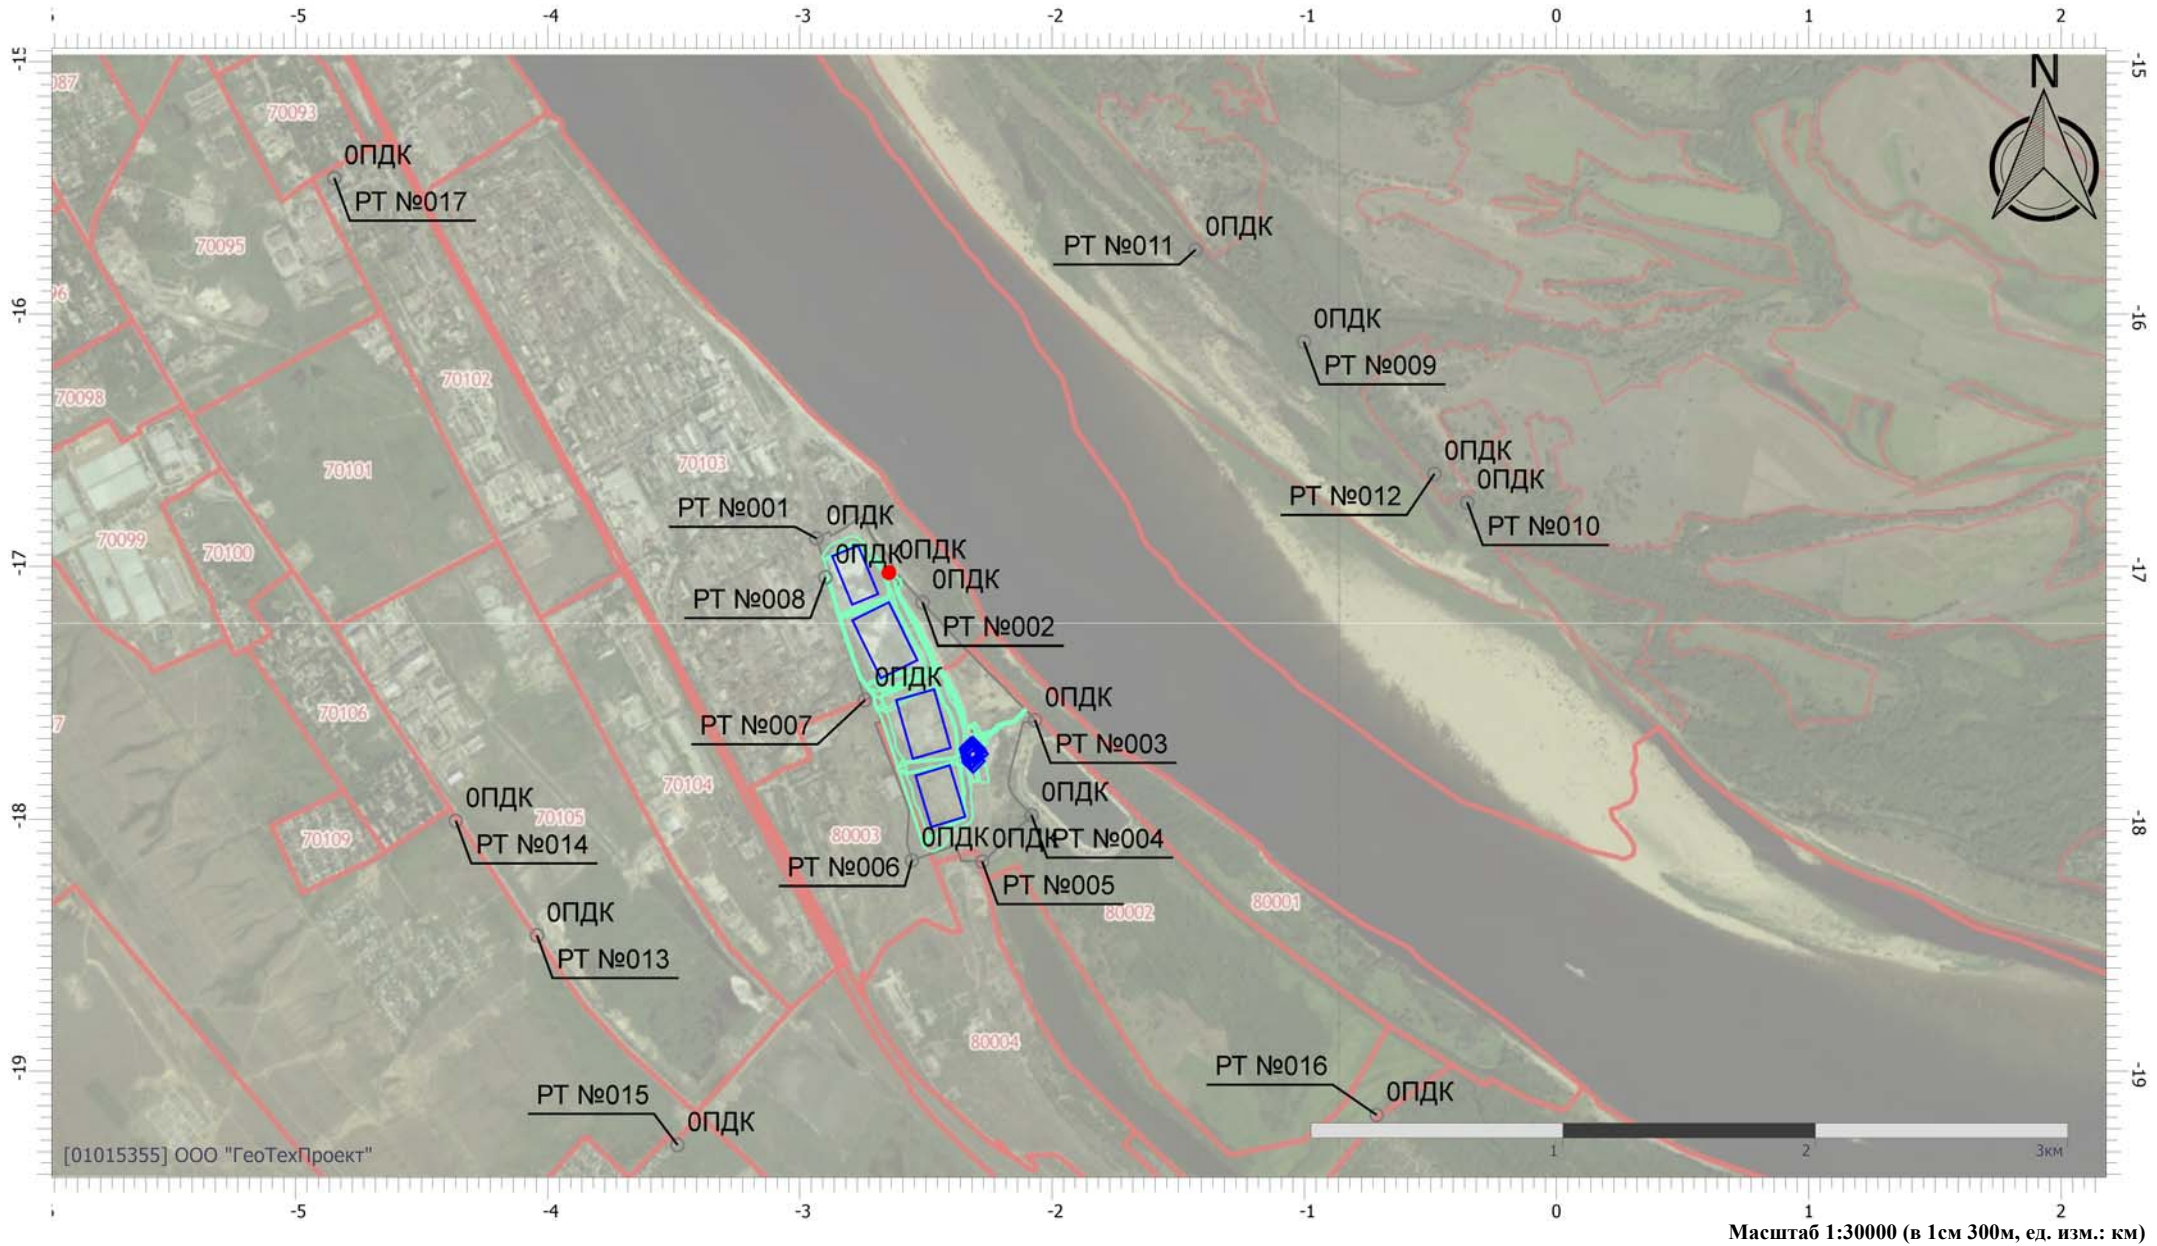 -5 -4 -3 -2 -1 0 1 2
-15 -15
N
70093
0ПДК
РТ №017
70095
0ПДК
РТ №011
-16 -16
0ПДК
РТ №009
70102
70098
0ПДК
70103
70101
0ПДК
РТ №012
РТ №001
0ПДК
РТ №010
70099
70100
0ПДК
0ПДК
-17 -17
0ПДК
РТ №008
РТ №002
0ПДК
0ПДК
70106
РТ №007
РТ №003
70104
0ПДК
0ПДК
-18 -18
70105
70109
80003
РТ №014
0ПДК
0ПДК
РТ №004
РТ №006
РТ №005
80001
80002
0ПДК
РТ №013
80004
РТ №016
-19 -19
РТ №015
0ПДК
0ПДК
[01015355] ООО "ГеоТехПроект"
1 2 3км
-5 -4 -3 -2 -1 0 1 2
Масштаб 1:30000 (в 1см 300м, ед. изм.: км)